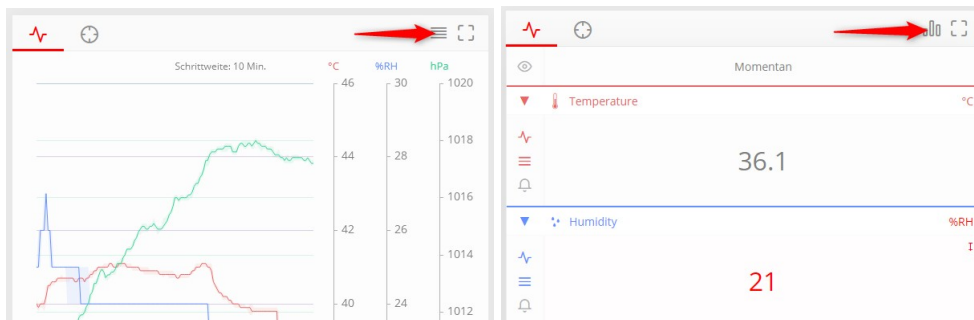 Schrittweite: 10 Min. °C %RH hPa
46 30 1020
1018
44 28
1016
42 26
1014
40 24
1012
Momentan
Temperature °C
36.1
Humidity %RH
I
21